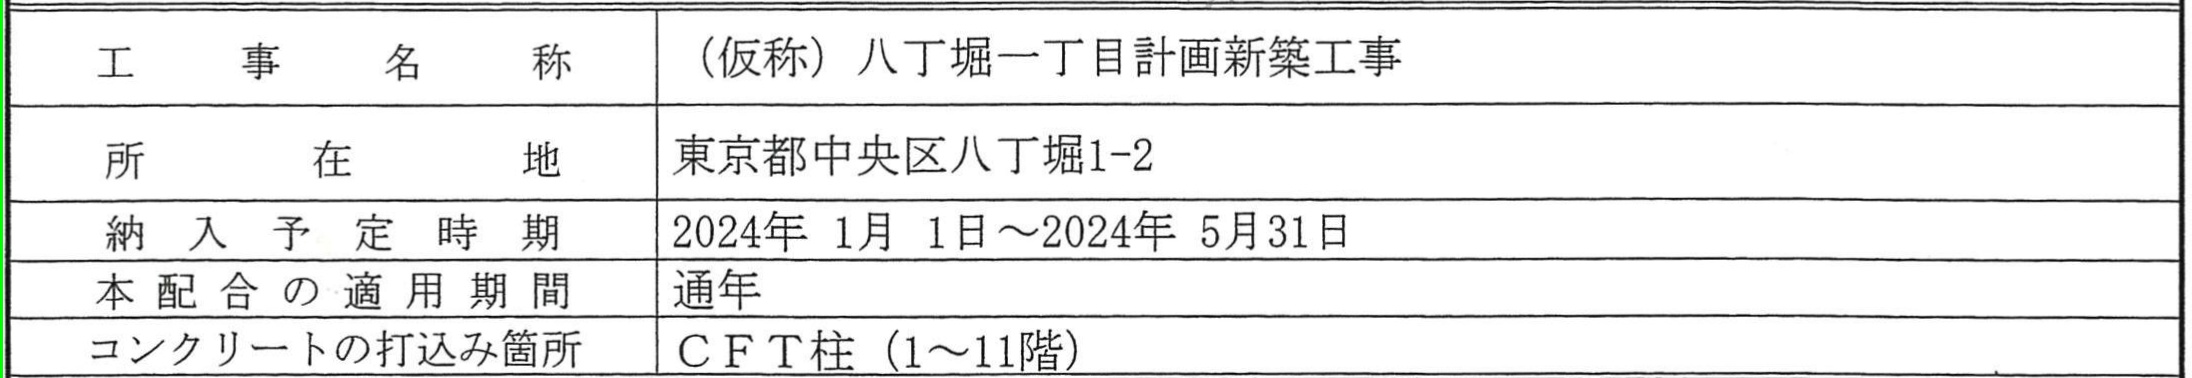 工事名称 （仮称）八丁堀一丁目計画新築工事
所在地 東京都中央区八丁堀1-2
納入予定時期 2024年 1月 1日～2024年 5月31日
本配合の適用期間 通年
コンクリートの打込み箇所 ＣＦＴ柱（1～11階）